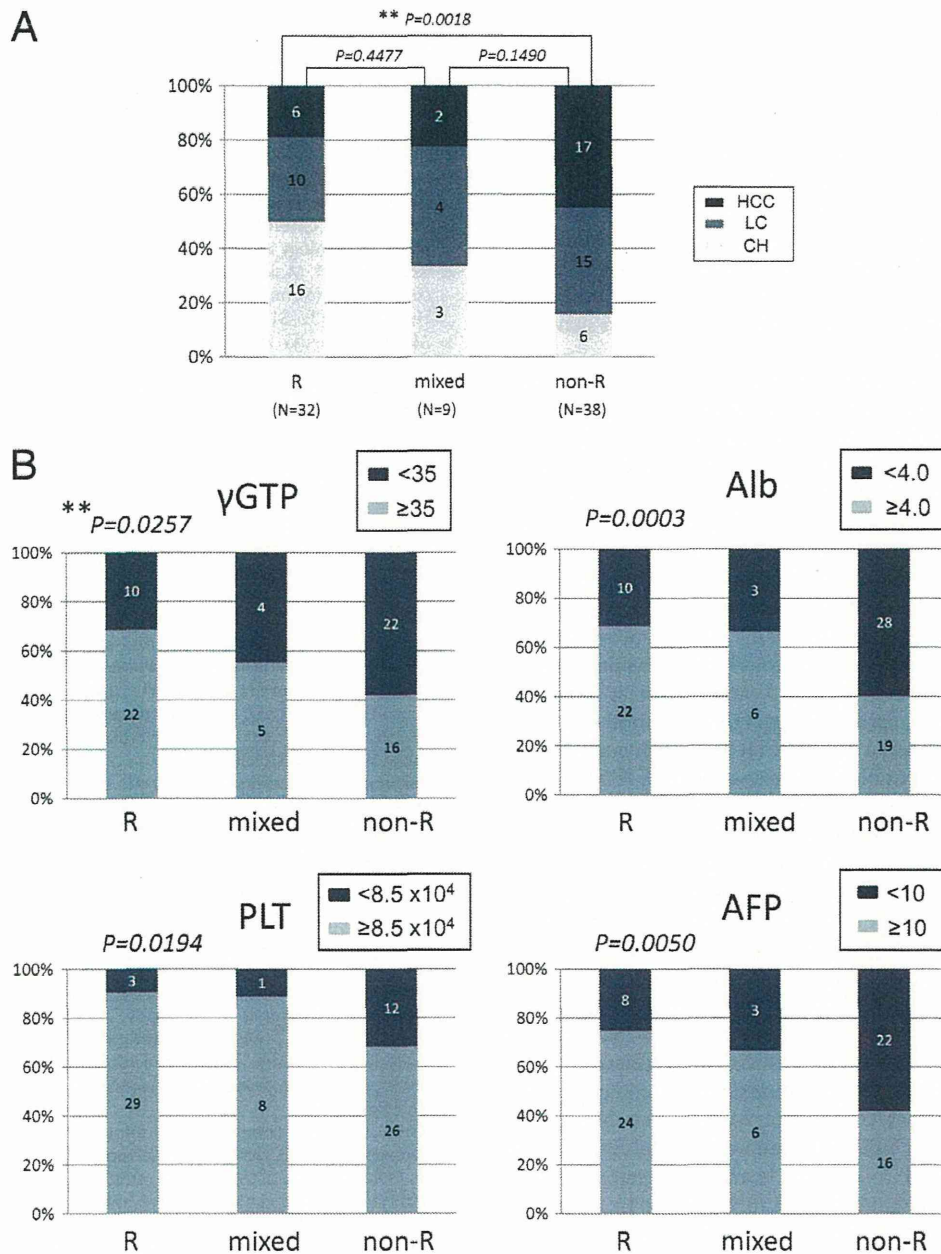 A
** P=0.0018
P=0.4477 P=0.1490
100%
80%
60%
40%
20%
0%
6 2 17
10 4 15
16 3 6
HCC
LC
CH
R mixed non-R
(N=32) (N=9) (N=38)
B
γGTP
<35
≥35
** P=0.0257
100%
80%
60%
40%
20%
0%
10 4 22
22 5 16
R mixed non-R
Alb
<4.0
≥4.0
P=0.0003
100%
80%
60%
40%
20%
0%
10 3 28
22 6 19
R mixed non-R
PLT
<8.5 x10⁴
≥8.5 x10⁴
P=0.0194
100%
80%
60%
40%
20%
0%
3 1 12
29 8 26
R mixed non-R
AFP
<10
≥10
P=0.0050
100%
80%
60%
40%
20%
0%
8 3 22
24 6 16
R mixed non-R